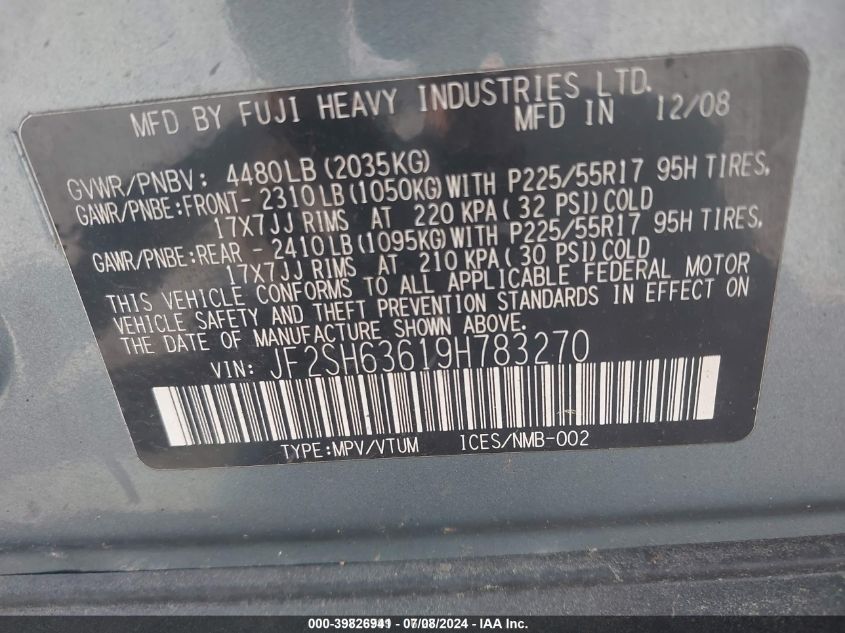 MFD BY FUJI HEAVY INDUSTRIES LTD.
MFD IN 12/08
GVWR/PNBV: 4480LB (2035KG)
GAWR/PNBE:FRONT- 2310LB(1050KG)WITH P225/55R17 95H TIRES,
17X7JJ RIMS AT 220 KPA( 32 PSI)COLD
GAWR/PNBE:REAR - 2410LB(1095KG)WITH P225/55R17 95H TIRES,
17X7JJ RIMS AT 210 KPA(30 PSI)COLD
THIS VEHICLE CONFORMS TO ALL APPLICABLE FEDERAL MOTOR
VEHICLE SAFETY AND THEFT PREVENTION STANDARDS IN EFFECT ON
THE DATE OF MANUFACTURE SHOWN ABOVE.
VIN: JF2SH63619H783270
TYPE:MPV/VTUM ICES/NMB-002
000-39826941 - 07/08/2024 - IAA Inc.